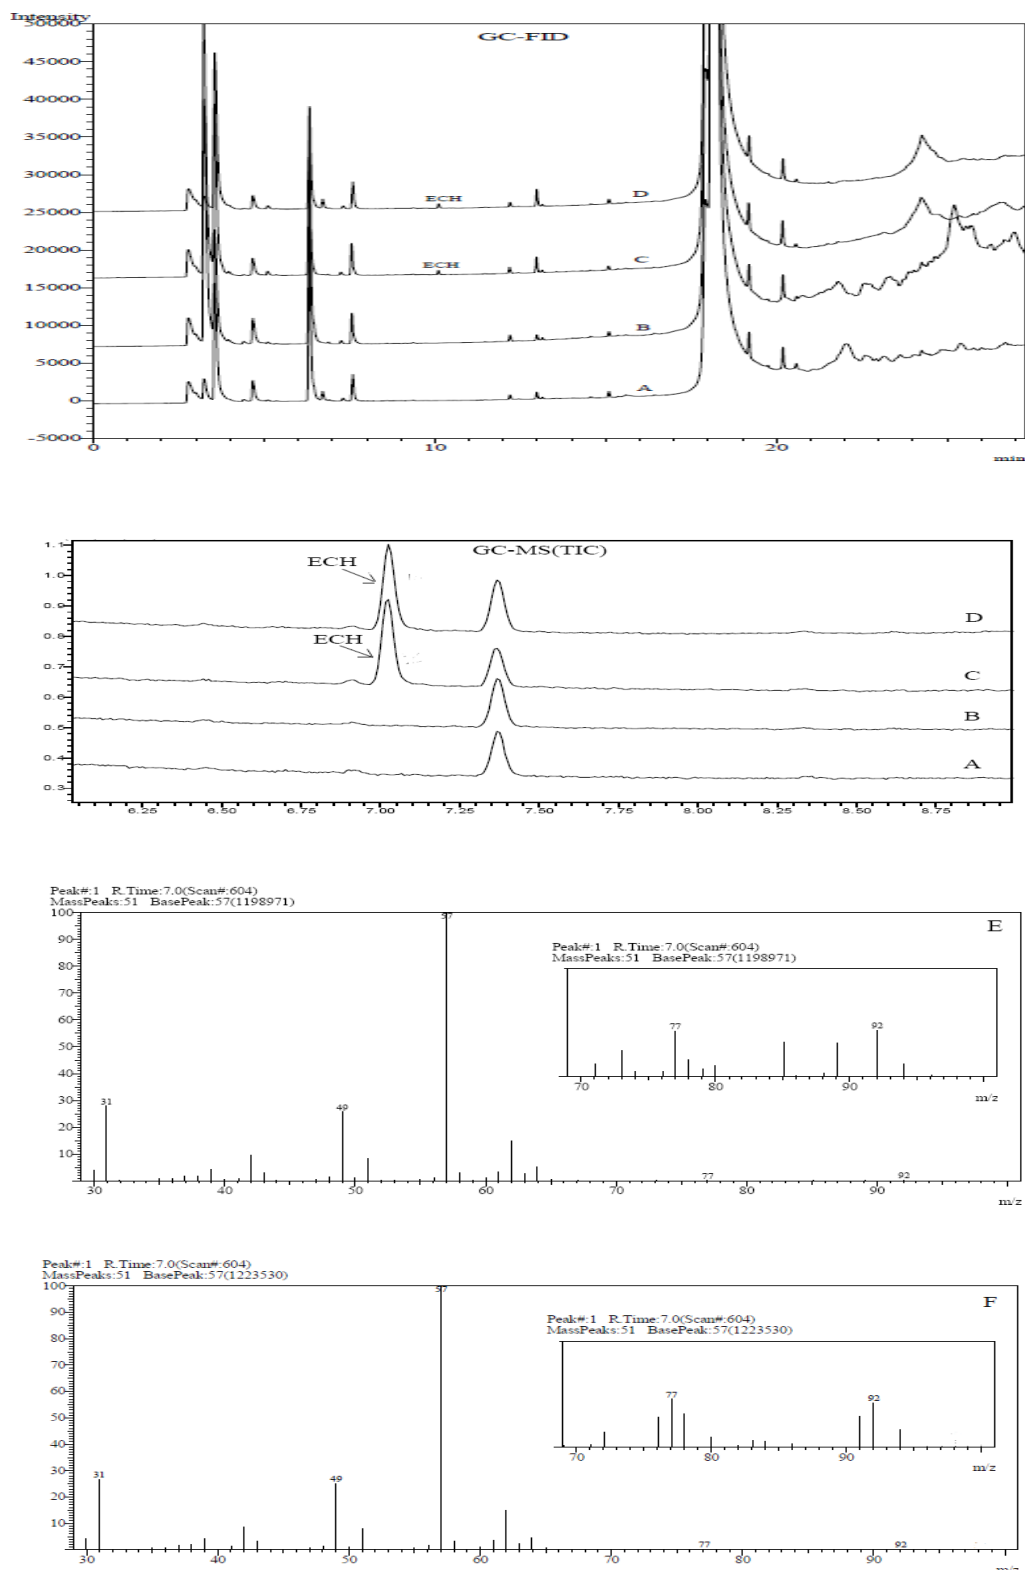 Intensity
50000
GC-FID
45000
40000
35000
30000
25000
20000
15000
10000
5000
0
-5000
ECH
D
ECH
C
B
A
0
10
20
min
GC-MS(TIC)
1.1
1.0
0.9
0.8
0.7
0.6
0.5
0.4
0.3
ECH
ECH
D
C
B
A
6.25 6.50 6.75 7.00 7.25 7.50 7.75 8.00 8.25 8.50 8.75
Peak#:1 R.Time:7.0(Scan#:604)
MassPeaks:51 BasePeak:57(1198971)
100
90
80
70
60
50
40
30
20
10
57
E
31
49
77
92
30 40 50 60 70 80 90
m/z
Peak#:1 R.Time:7.0(Scan#:604)
MassPeaks:51 BasePeak:57(1198971)
77
92
70 80 90
m/z
Peak#:1 R.Time:7.0(Scan#:604)
MassPeaks:51 BasePeak:57(1223530)
100
90
80
70
60
50
40
30
20
10
57
F
31
49
77
92
30 40 50 60 70 80 90
m/z
Peak#:1 R.Time:7.0(Scan#:604)
MassPeaks:51 BasePeak:57(1223530)
77
92
70 80 90
m/z